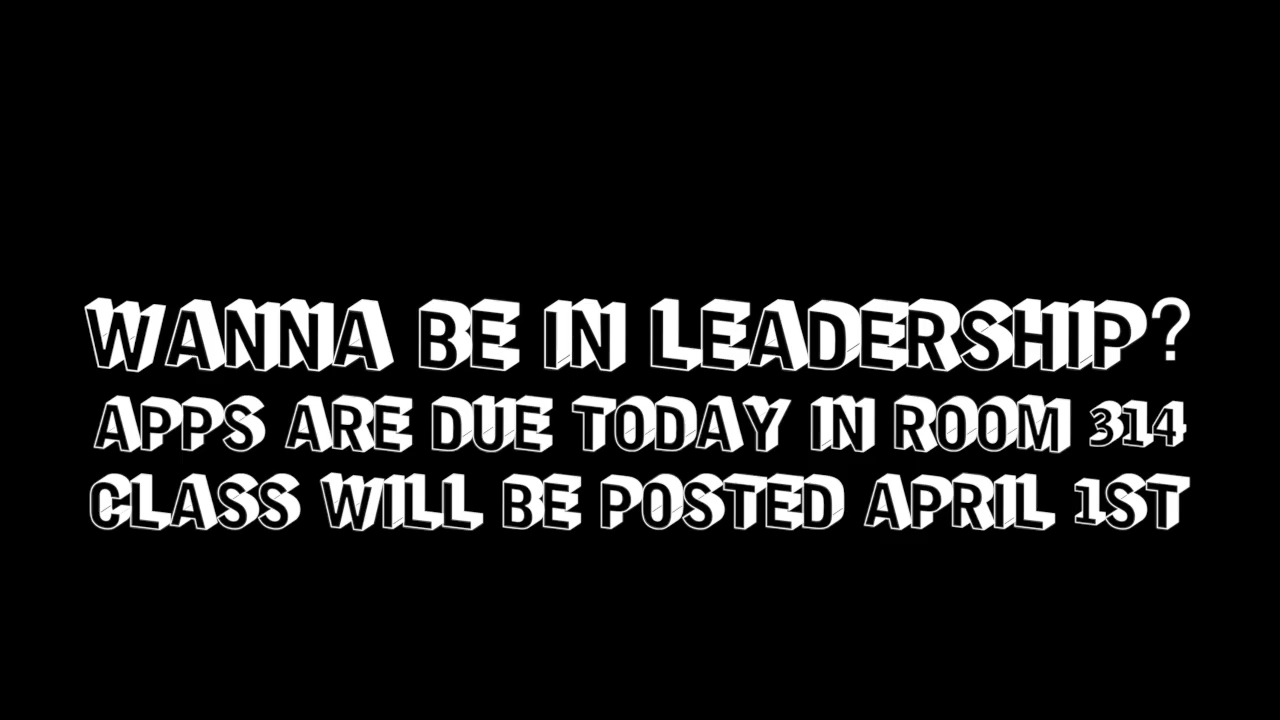 WANNA BE IN LEADERSHIP?
APPS ARE DUE TODAY IN ROOM 314
CLASS WILL BE POSTED APRIL 1ST